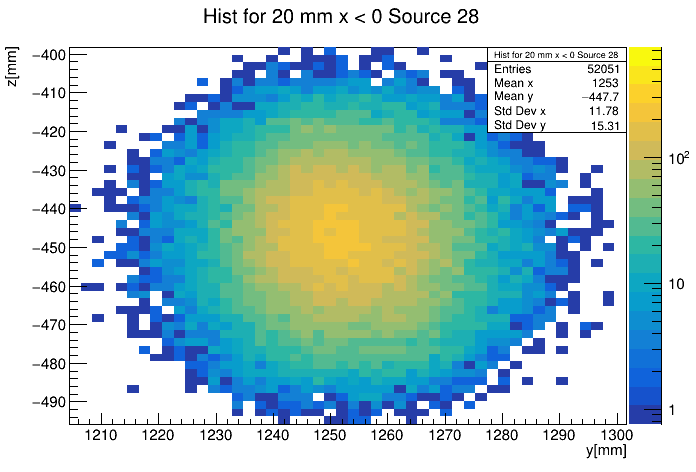 Hist for 20 mm x < 0 Source 28
z[mm]
Hist for 20 mm x < 0 Source 28
Entries 52051
Mean x 1253
Mean y −447.7
Std Dev x 11.78
Std Dev y 15.31
−400
−410
−420
−430
−440
−450
−460
−470
−480
−490
1210 1220 1230 1240 1250 1260 1270 1280 1290 1300
y[mm]
10²
10
1